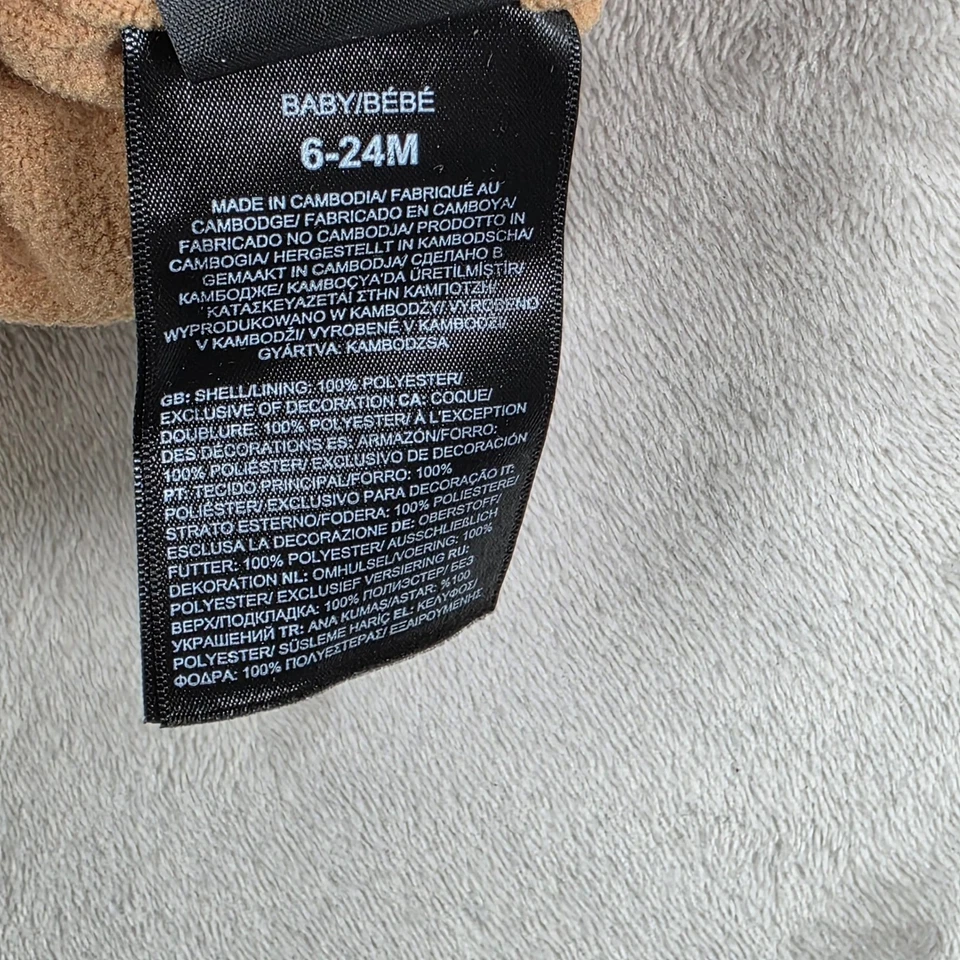 BABY/BÉBÉ
6-24M
MADE IN CAMBODIA/ FABRIQUÉ AU
CAMBODGE/ FABRICADO EN CAMBOYA/
FABRICADO NO CAMBODJA/ PRODOTTO IN
CAMBOGIA/ HERGESTELLT IN KAMBODSCHA/
GEMAAKT IN CAMBODJA/ СДЕЛАНО В
КАМБОДЖЕ/ KAMBOÇYA'DA ÜRETİLMİŞTİR/
ΚΑΤΑΣΚΕΥΑΖΕΤΑΙ ΣΤΗΝ ΚΑΜΠΟΤΖΗ/
WYPRODUKOWANO W KAMBODŻY/ VYROBENO
V KAMBODŽI/ VYROBENÉ V KAMBODŽI/
GYÁRTVA. KAMBODZSA
GB: SHELL/LINING: 100% POLYESTER/
EXCLUSIVE OF DECORATION CA: COQUE/
DOUBLURE: 100% POLYESTER/ À L'EXCEPTION
DES DÉCORATIONS ES: ARMAZÓN/FORRO:
100% POLIÉSTER/ EXCLUSIVO DE DECORACIÓN
PT: TECIDO PRINCIPAL/FORRO: 100%
POLIÉSTER/ EXCLUSIVO PARA DECORAÇÃO IT:
STRATO ESTERNO/FODERA: 100% POLIESTERE/
ESCLUSA LA DECORAZIONE DE: OBERSTOFF/
FUTTER: 100% POLYESTER/ AUSSCHLIEßLICH
DEKORATION NL: OMHULSEL/VOERING: 100%
POLYESTER/ EXCLUSIEF VERSIERING RU:
ВЕРХ/ПОДКЛАДКА: 100% ПОЛИЭСТЕР/ БЕЗ
УКРАШЕНИЙ TR: ANA KUMAŞ/ASTAR: %100
POLYESTER/ SÜSLEME HARİÇ EL: ΚΕΛΥΦΟΣ/
ΦΟΔΡΑ: 100% ΠΟΛΥΕΣΤΕΡΑΣ/ ΕΞΑΙΡΟΥΜΕΝΗΣ